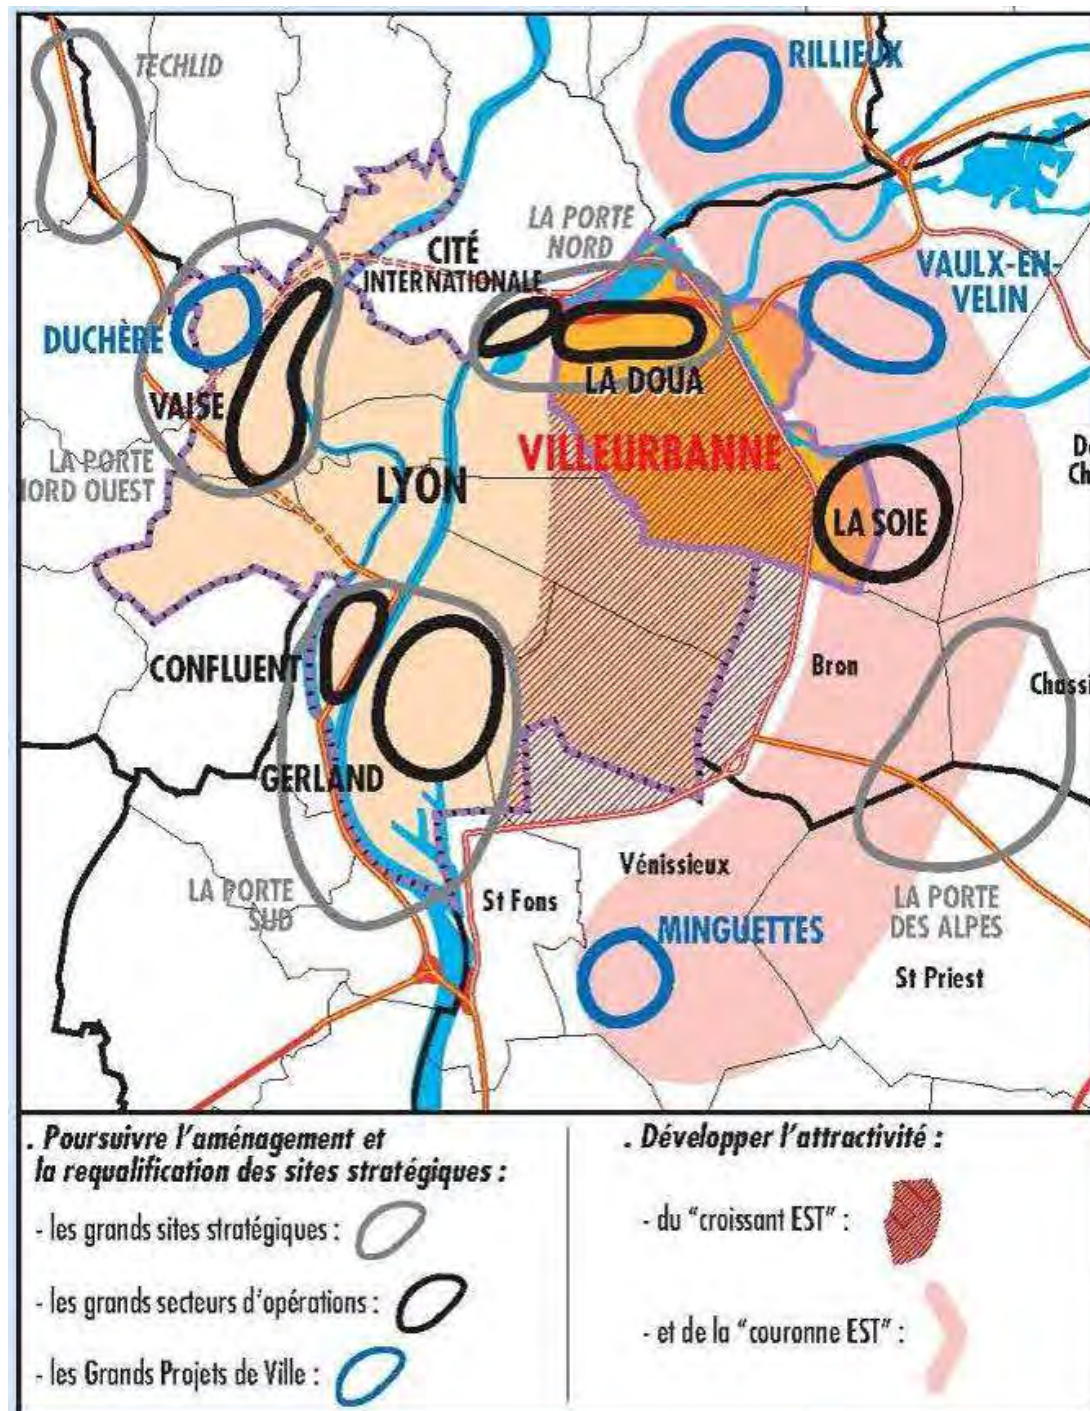 TECHLID
RILLIEUX
LA PORTE
NORD
CITÉ
INTERNATIONALE
VAULX-EN-
VELIN
DUCHÈRE
LA DOUA
VAISE
VILLEURBANNE
LA PORTE
NORD OUEST
LYON
LA SOIE
CONFLUENT
Bron
Chassi
GERLAND
LA PORTE
SUD
Vénissieux
St Fons
LA PORTE
DES ALPES
MINGUETTES
St Priest
. Poursuivre l'aménagement et
la requalification des sites stratégiques :
- les grands sites stratégiques :
- les grands secteurs d'opérations :
- les Grands Projets de Ville :
. Développer l'attractivité :
- du "croissant EST" :
- et de la "couronne EST" :